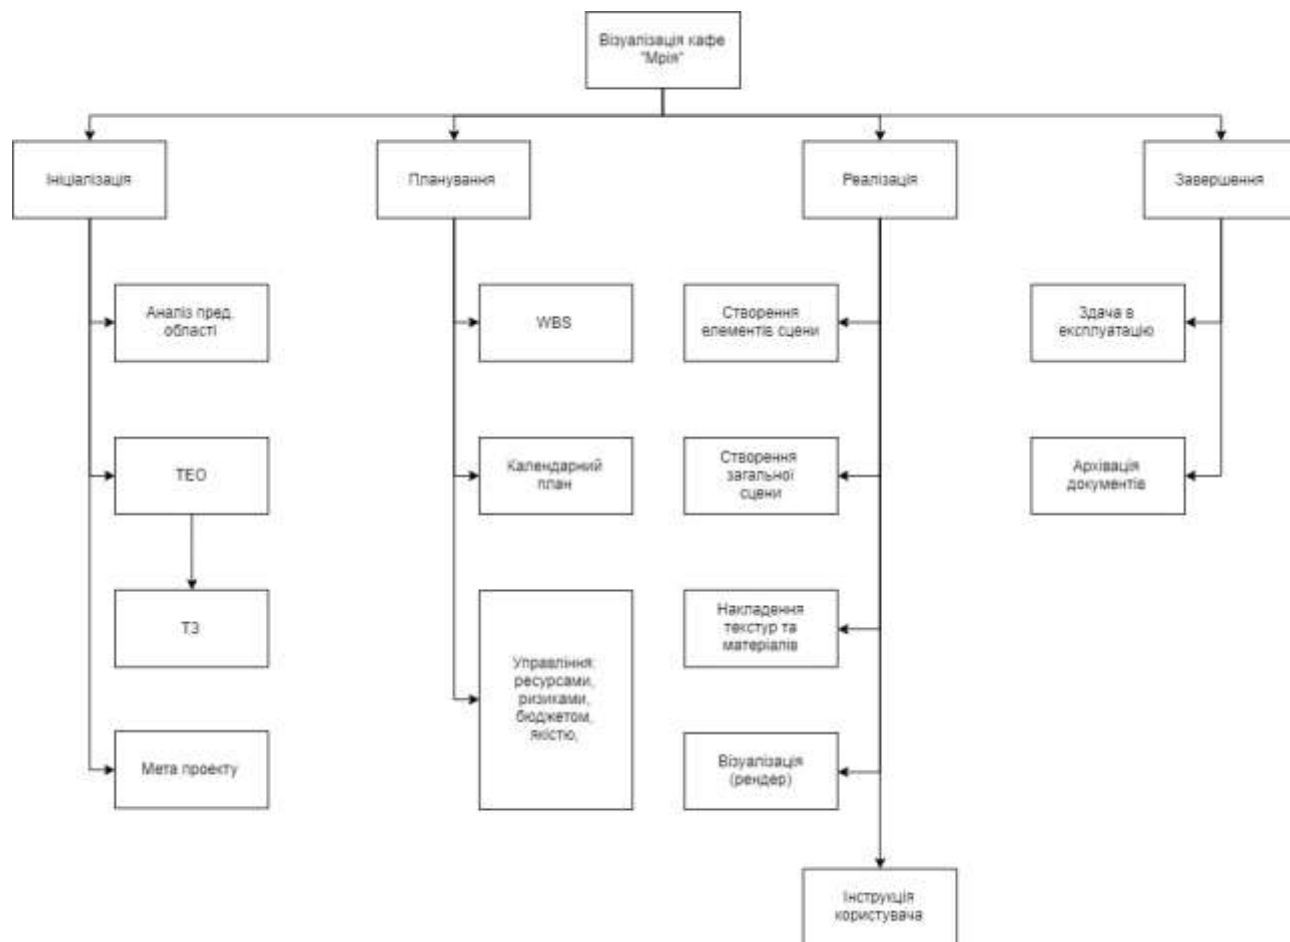 Візуалізація кафе
"Мрія"
Ініціалізація
Планування
Реалізація
Завершення
Аналіз пред.
області
WBS
Створення
елементів сцени
Здача в
експлуатацію
ТЕО
Календарний
план
Створення
загальної
сцени
Архівація
документів
ТЗ
Управління:
ресурсами,
ризиками,
бюджетом,
якістю,
Накладення
текстур та
матеріалів
Мета проекту
Візуалізація
(рендер)
Інструкція
користувача